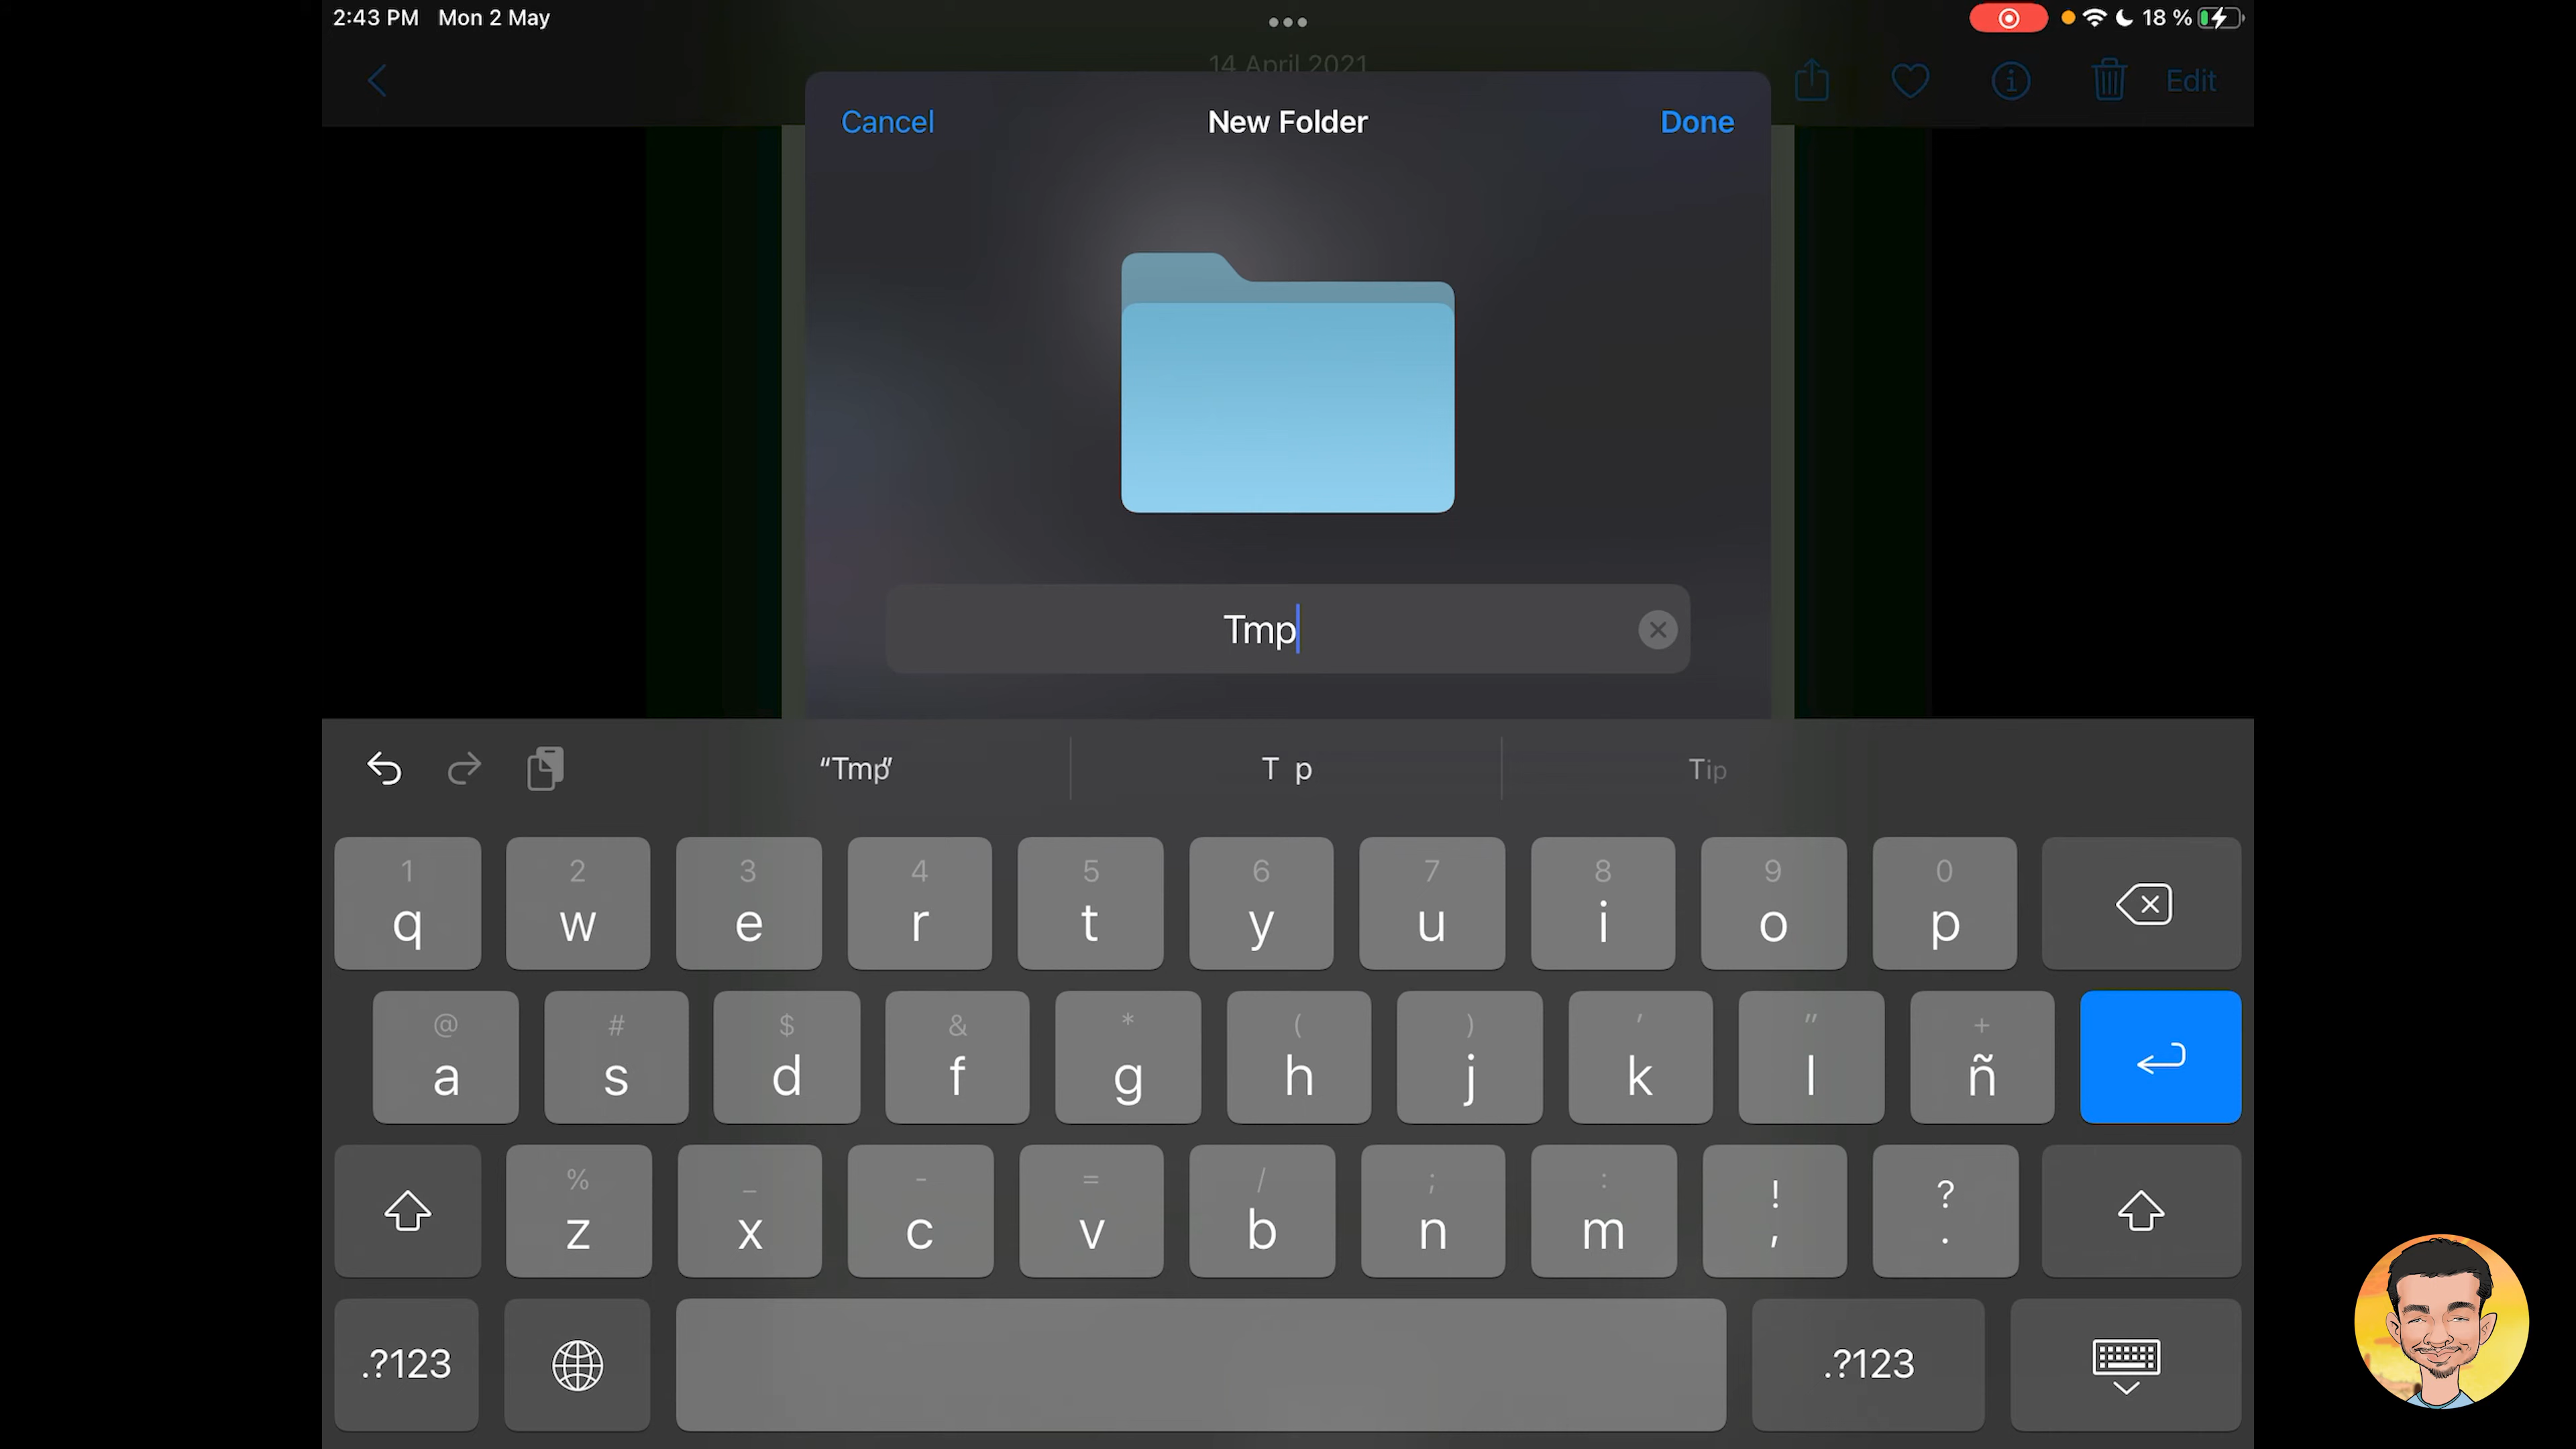 2:43 PM Mon 2 May
18 %
14 April 2021
Edit
Cancel New Folder Done
Tmp
“Tmp” T p Tip
1 2 3 4 5 6 7 8 9 0
q w e r t y u i o p
@ # $ & * ( ) ' " +
a s d f g h j k l ñ
% _ - = / ; : ! ?
z x c v b n m , .
.?123 .?123